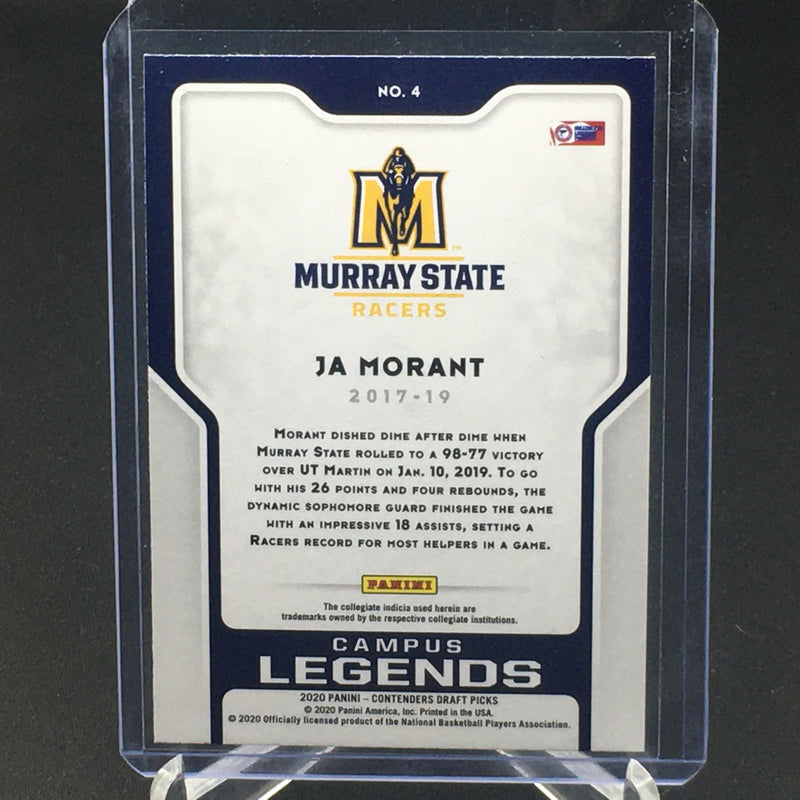 NO. 4
M
™
MURRAY STATE
RACERS
JA MORANT
2017-19
MORANT DISHED DIME AFTER DIME WHEN
MURRAY STATE ROLLED TO A 98-77 VICTORY
OVER UT MARTIN ON JAN. 10, 2019. TO GO
WITH HIS 26 POINTS AND FOUR REBOUNDS, THE
DYNAMIC SOPHOMORE GUARD FINISHED THE GAME
WITH AN IMPRESSIVE 18 ASSISTS, SETTING A
RACERS RECORD FOR MOST HELPERS IN A GAME.
PANINI
The collegiate indicia used herein are
trademarks owned by the respective collegiate institutions.
CAMPUS
LEGENDS
2020 PANINI – CONTENDERS DRAFT PICKS
© 2020 Panini America, Inc. Printed in the USA.
© 2020 Officially licensed product of the National Basketball Players Association.